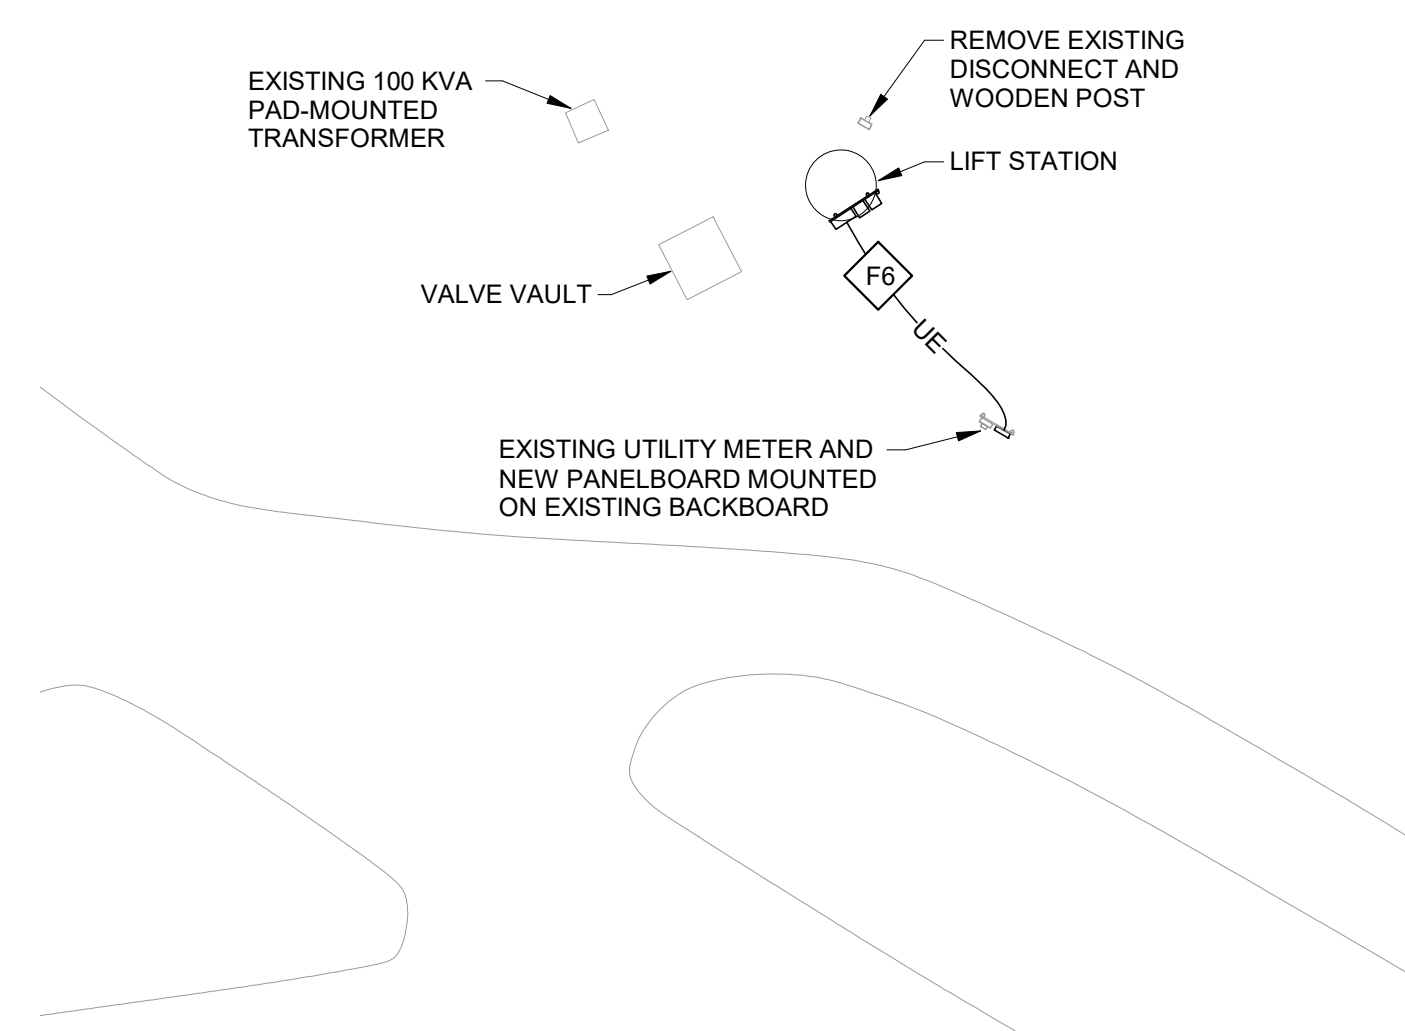 REMOVE EXISTING
DISCONNECT AND
WOODEN POST
EXISTING 100 KVA
PAD-MOUNTED
TRANSFORMER
LIFT STATION
F6
VALVE VAULT
UE
EXISTING UTILITY METER AND
NEW PANELBOARD MOUNTED
ON EXISTING BACKBOARD